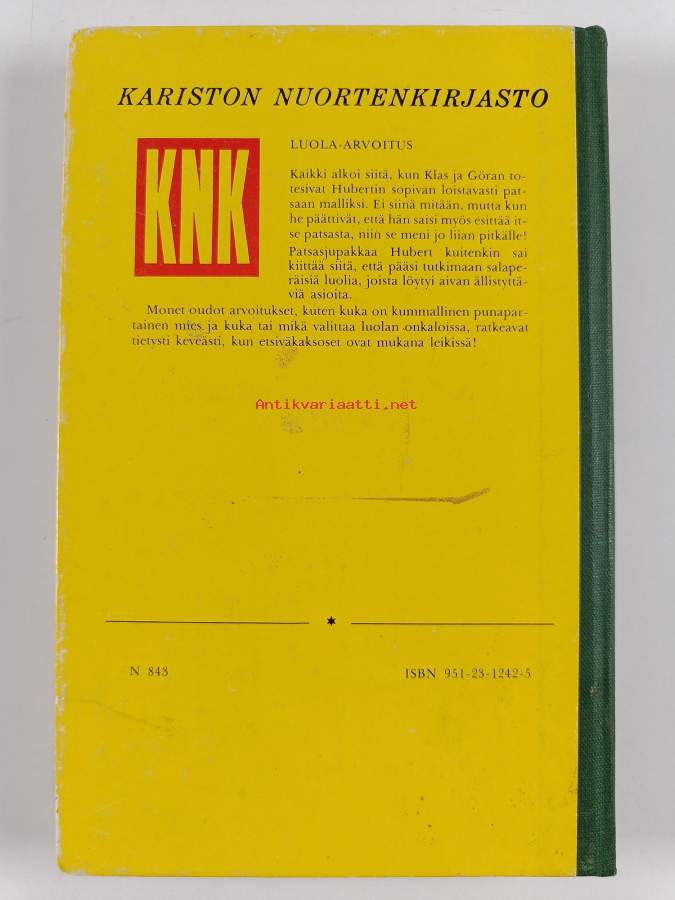 KARISTON NUORTENKIRJASTO
KNK
LUOLA-ARVOITUS
Kaikki alkoi siitä, kun Klas ja Göran to-
tesivat Hubertin sopivan loistavasti pat-
saan malliksi. Ei siinä mitään, mutta kun
he päättivät, että hän saisi myös esittää it-
se patsasta, niin se meni jo liian pitkälle!
Patsasjupakkaa Hubert kuitenkin sai
kiittää siitä, että pääsi tutkimaan salape-
räisiä luolia, joista löytyi aivan ällistyttä-
viä asioita.
Monet oudot arvoitukset, kuten kuka on kummallinen punapar-
tainen mies ja kuka tai mikä valittaa luolan onkaloissa, ratkeavat
tietysti keveästi, kun etsiväkaksoset ovat mukana leikissä!
Antikvariaatti.net
N 843
ISBN 951-23-1242-5